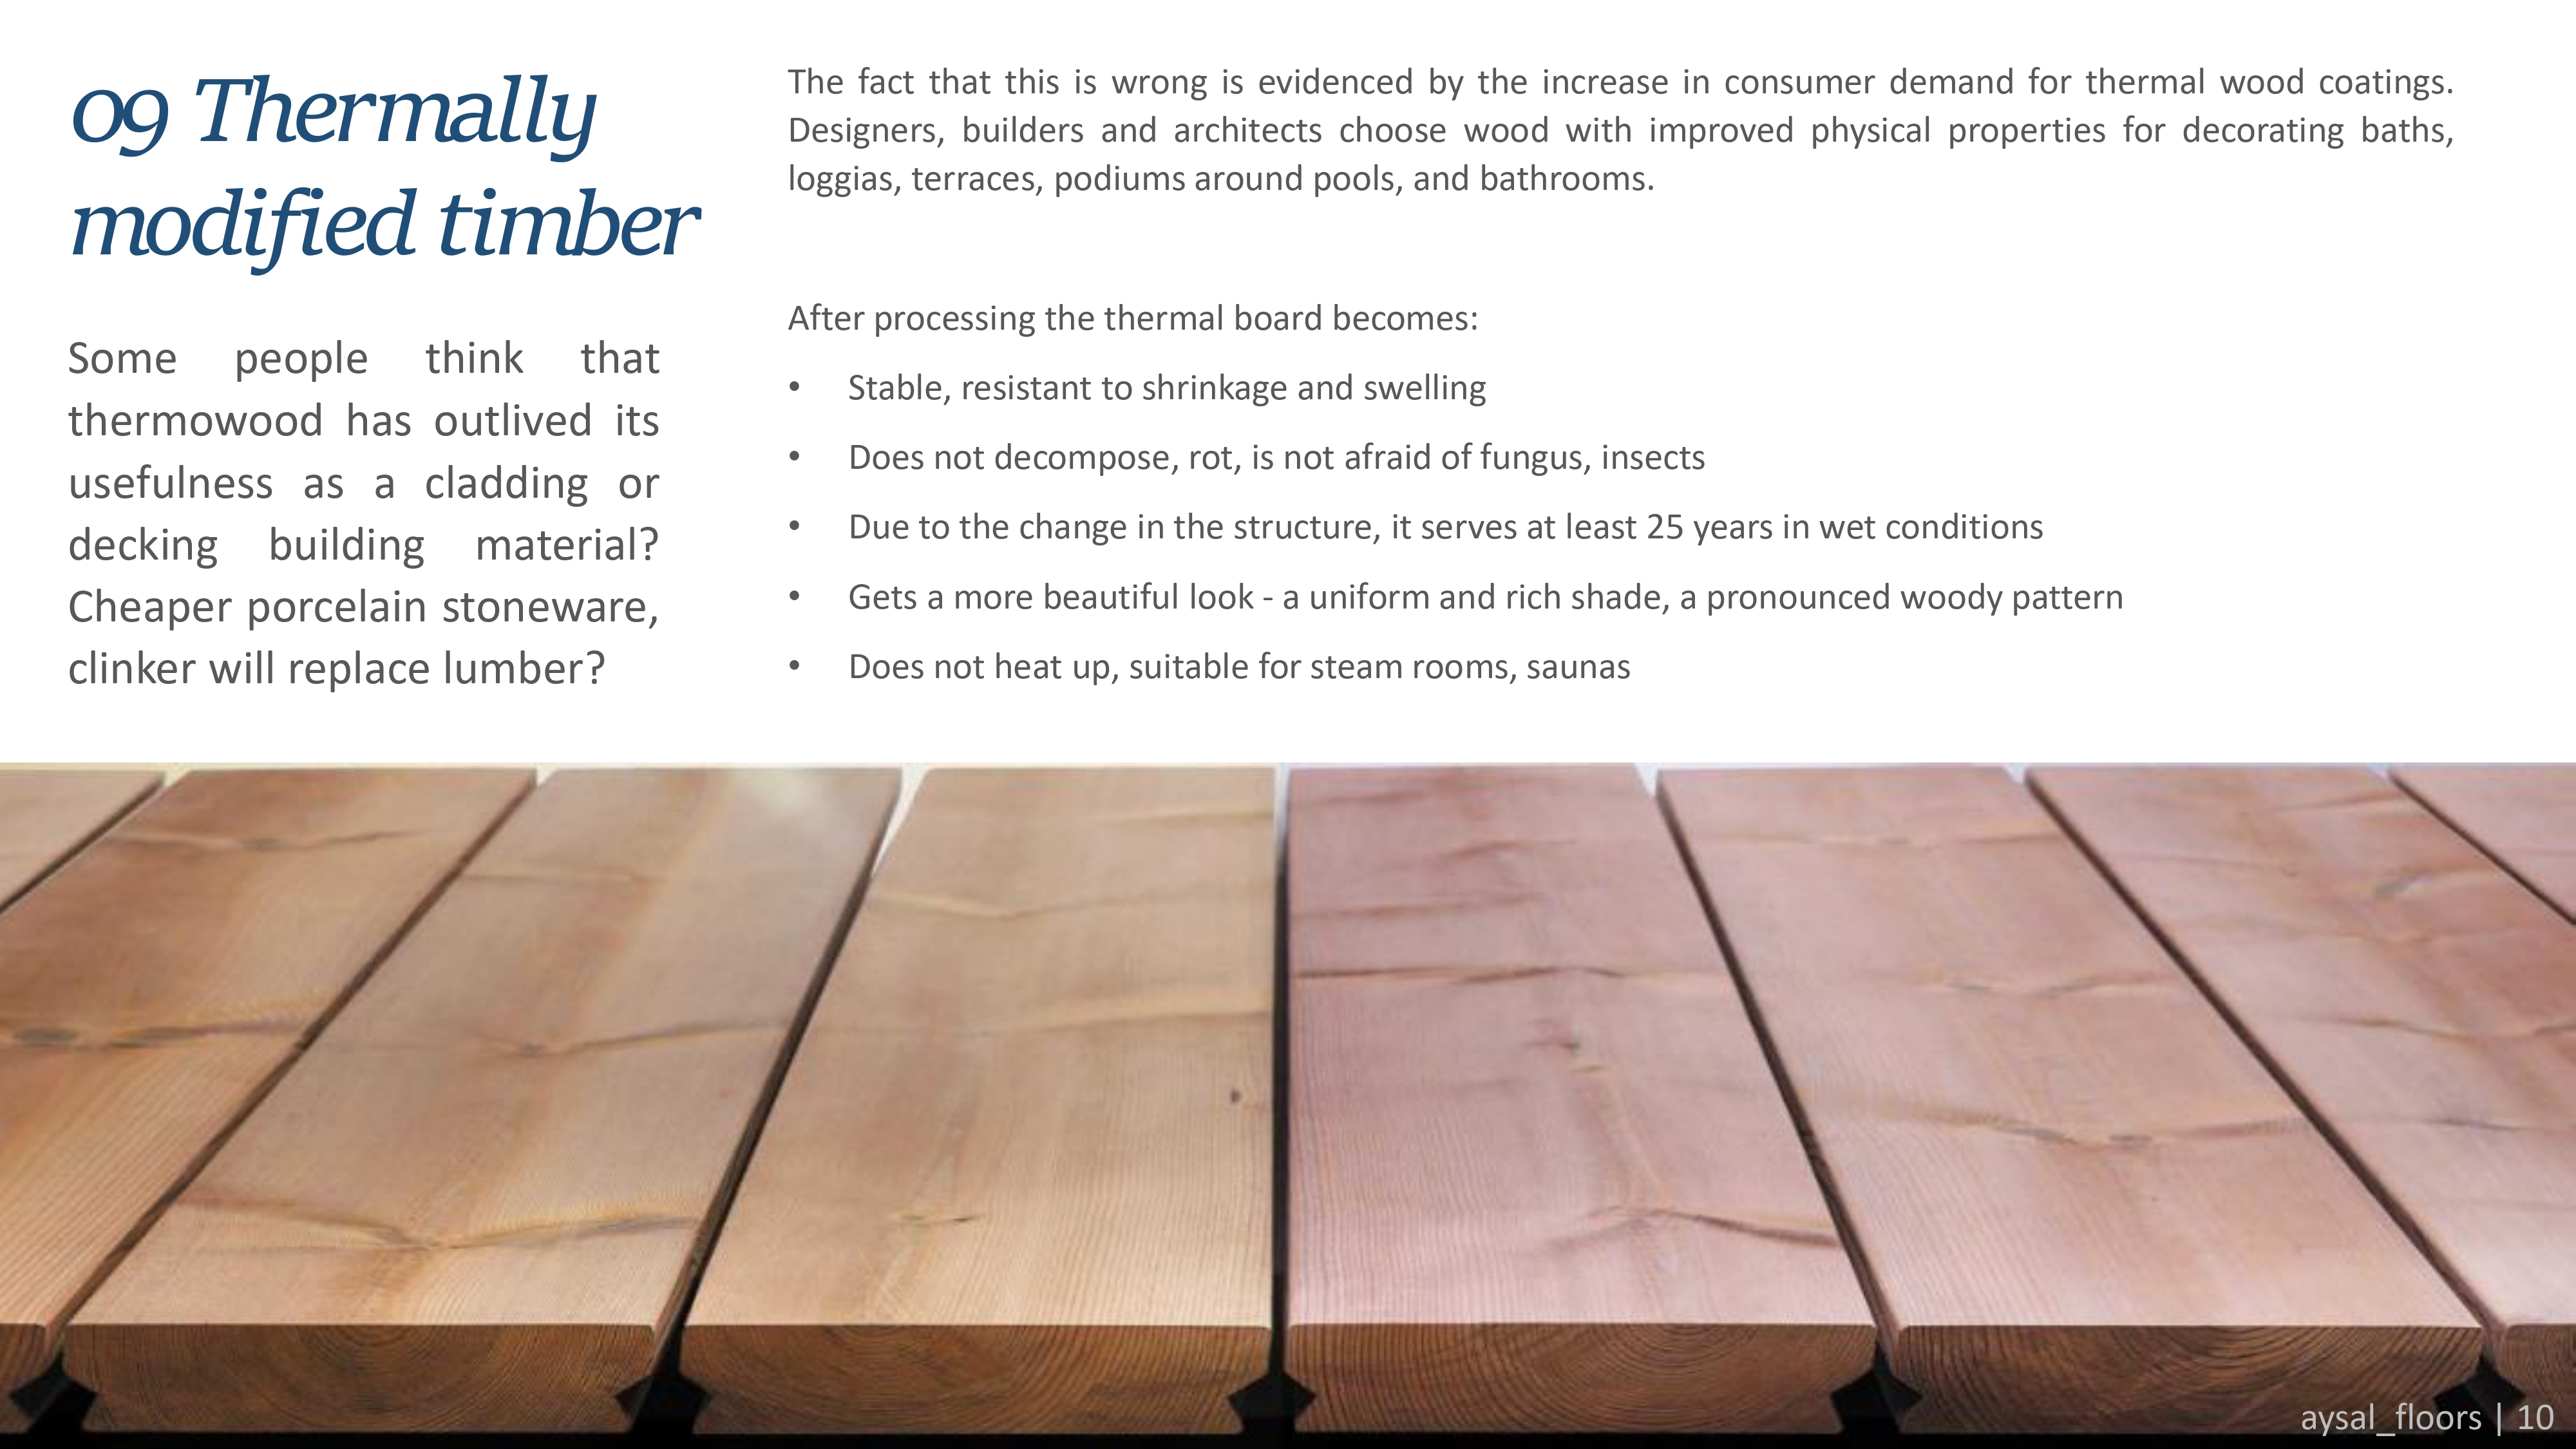 09 Thermally
modified timber
Some people think that
thermowood has outlived its
usefulness as a cladding or
decking building material?
Cheaper porcelain stoneware,
clinker will replace lumber?
The fact that this is wrong is evidenced by the increase in consumer demand for thermal wood coatings.
Designers, builders and architects choose wood with improved physical properties for decorating baths,
loggias, terraces, podiums around pools, and bathrooms.
After processing the thermal board becomes:
• Stable, resistant to shrinkage and swelling
• Does not decompose, rot, is not afraid of fungus, insects
• Due to the change in the structure, it serves at least 25 years in wet conditions
• Gets a more beautiful look - a uniform and rich shade, a pronounced woody pattern
• Does not heat up, suitable for steam rooms, saunas
aysal_floors | 10